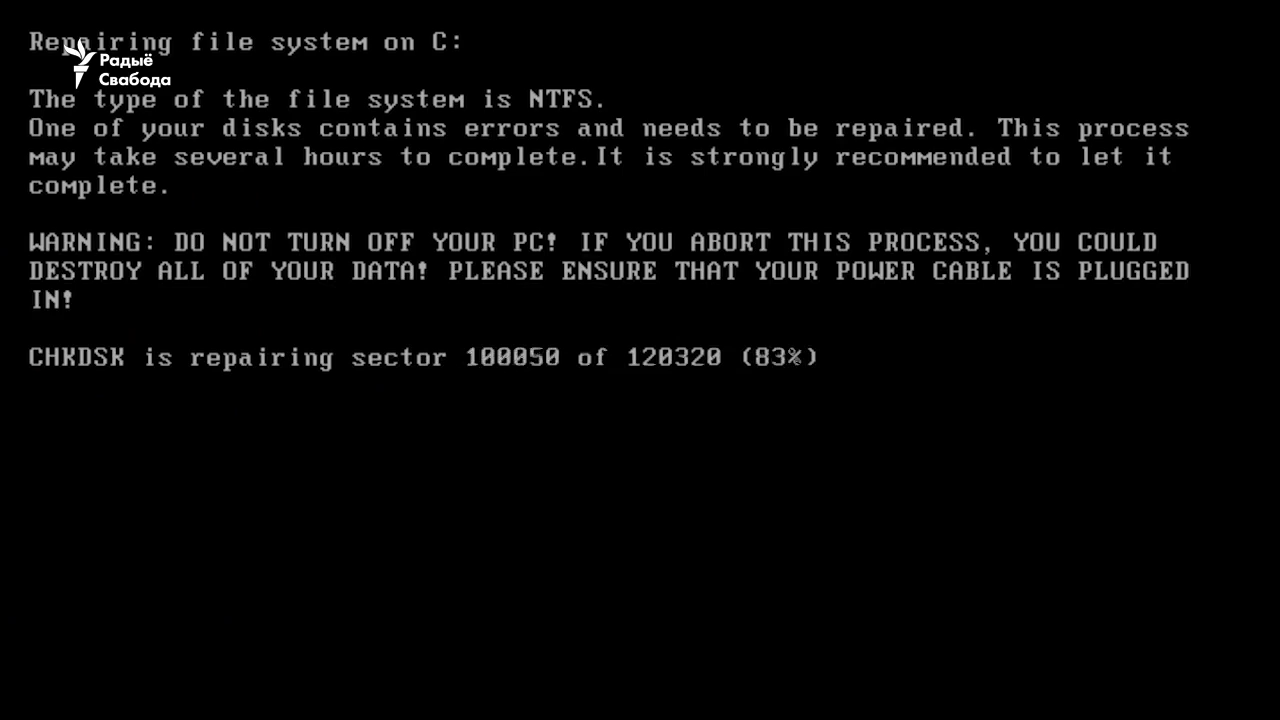 Repairing file system on C:
Радыё
Свабода
The type of the file system is NTFS.
One of your disks contains errors and needs to be repaired. This process
may take several hours to complete.It is strongly recommended to let it
complete.
WARNING: DO NOT TURN OFF YOUR PC! IF YOU ABORT THIS PROCESS, YOU COULD
DESTROY ALL OF YOUR DATA! PLEASE ENSURE THAT YOUR POWER CABLE IS PLUGGED
IN!
CHKDSK is repairing sector 100050 of 120320 (83%)